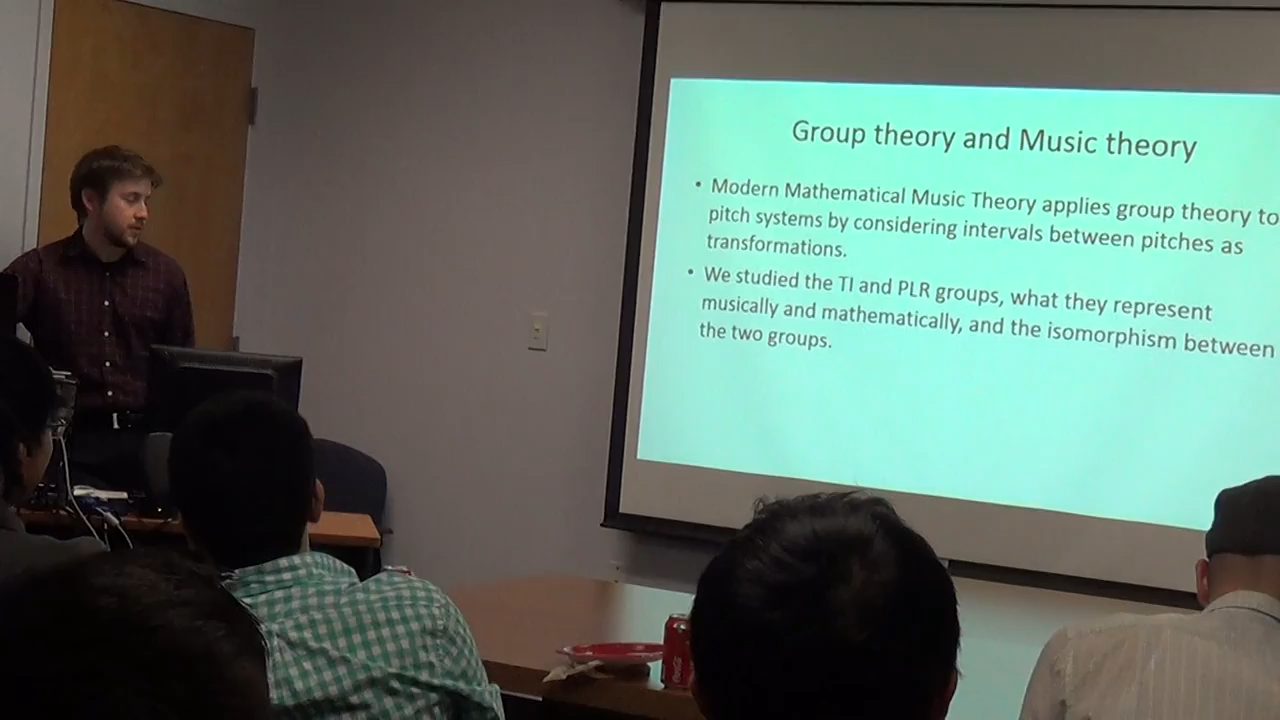 Group theory and Music theory
• Modern Mathematical Music Theory applies group theory to
pitch systems by considering intervals between pitches as
transformations.
• We studied the TI and PLR groups, what they represent
musically and mathematically, and the isomorphism between
the two groups.
Coca-Cola